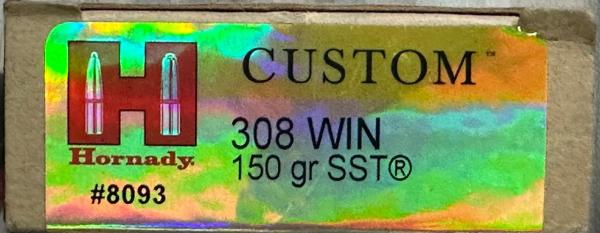 CUSTOM™
308 WIN
150 gr SST®
H
Hornady®
#8093